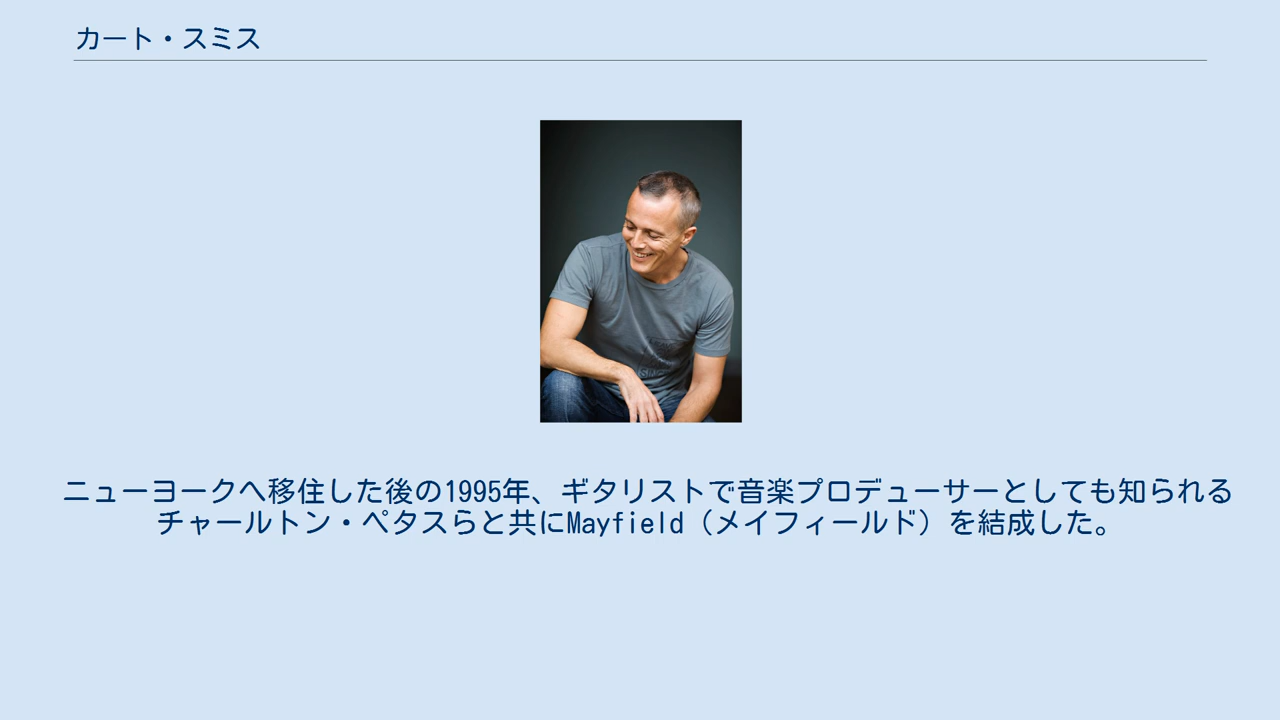 カート・スミス
ニューヨークへ移住した後の1995年、ギタリストで音楽プロデューサーとしても知られる
チャールトン・ペタスらと共にMayfield（メイフィールド）を結成した。